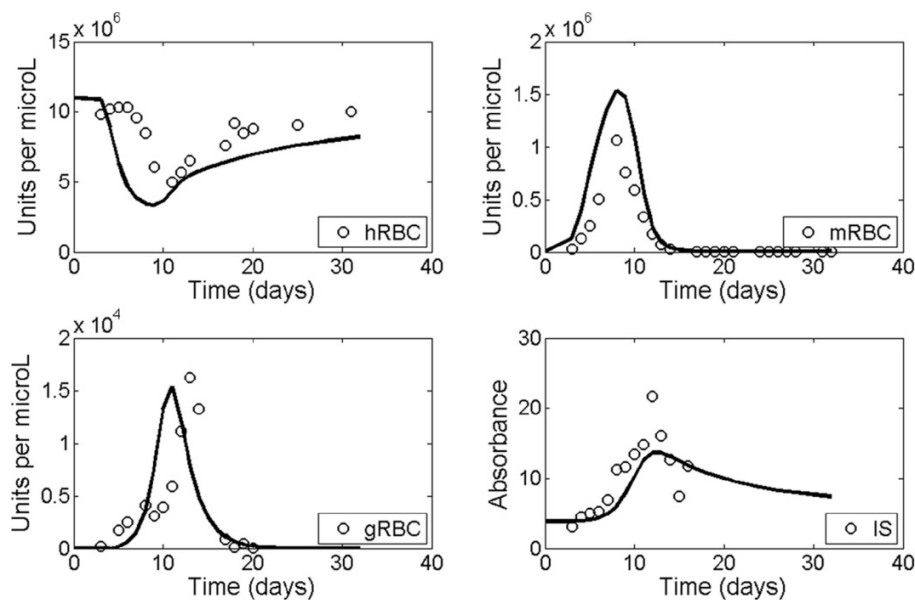 x 10^6
15
10
5
0
Units per microL
hRBC
0 10 20 30 40
Time (days)
x 10^6
2
1.5
1
0.5
0
Units per microL
mRBC
0 10 20 30 40
Time (days)
x 10^4
2
1.5
1
0.5
0
Units per microL
gRBC
0 10 20 30 40
Time (days)
30
20
10
0
Absorbance
IS
0 10 20 30 40
Time (days)